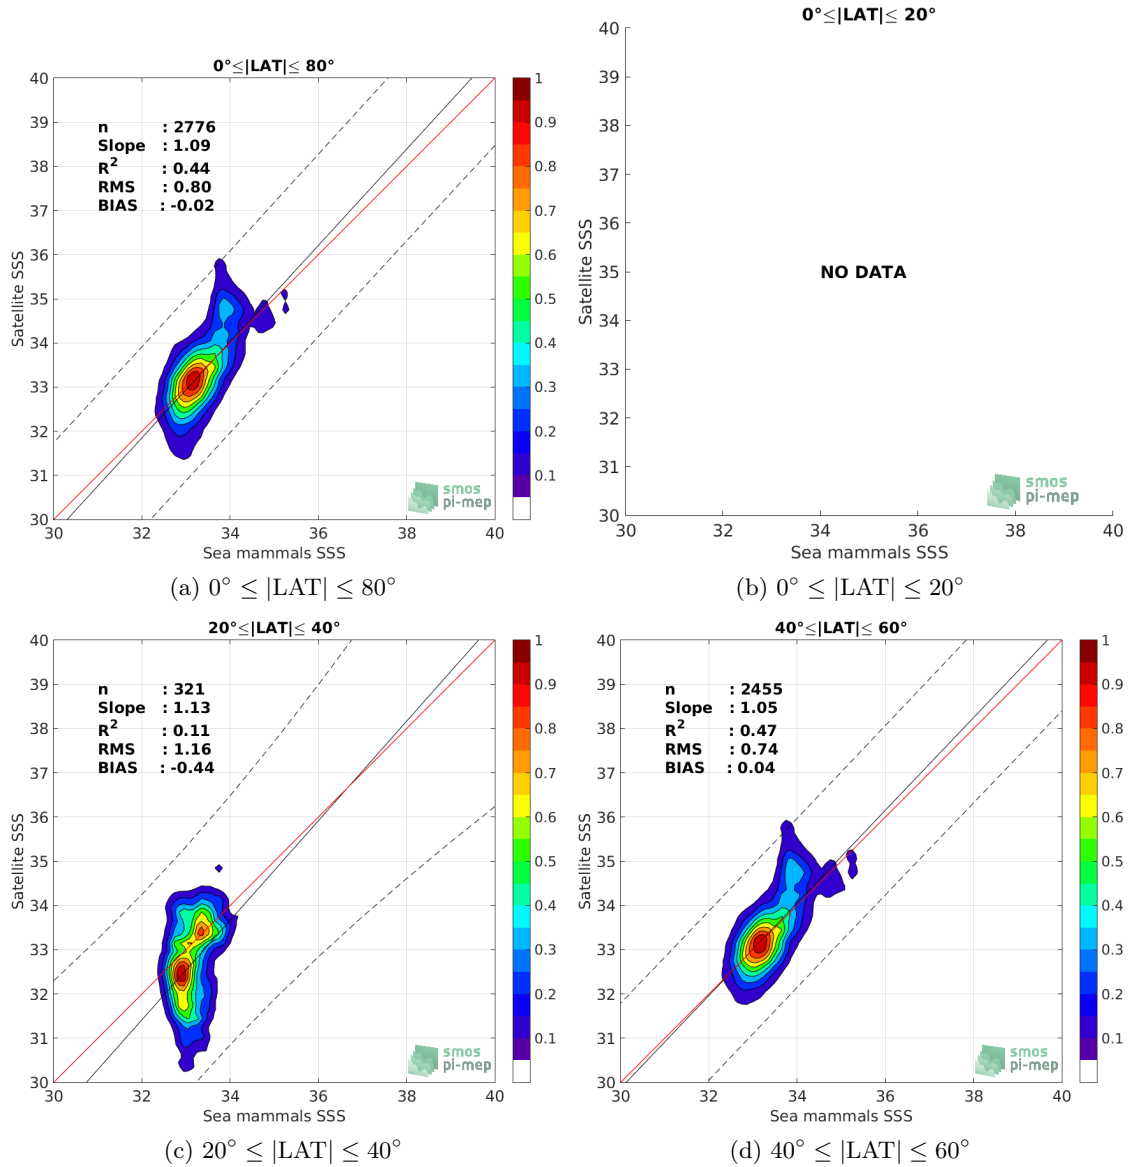 0°≤|LAT|≤ 80°
40
39
38
37
36
35
34
33
32
31
30
Satellite SSS
n : 2776
Slope : 1.09
R² : 0.44
RMS : 0.80
BIAS : -0.02
smos
pi-mep
30 32 34 36 38 40
Sea mammals SSS
1
0.9
0.8
0.7
0.6
0.5
0.4
0.3
0.2
0.1
(a) 0° ≤ |LAT| ≤ 80°
0°≤|LAT|≤ 20°
40
39
38
37
36
35
34
33
32
31
30
Satellite SSS
NO DATA
smos
pi-mep
30 32 34 36 38 40
Sea mammals SSS
(b) 0° ≤ |LAT| ≤ 20°
20°≤|LAT|≤ 40°
40
39
38
37
36
35
34
33
32
31
30
Satellite SSS
n : 321
Slope : 1.13
R² : 0.11
RMS : 1.16
BIAS : -0.44
smos
pi-mep
30 32 34 36 38 40
Sea mammals SSS
1
0.9
0.8
0.7
0.6
0.5
0.4
0.3
0.2
0.1
(c) 20° ≤ |LAT| ≤ 40°
40°≤|LAT|≤ 60°
40
39
38
37
36
35
34
33
32
31
30
Satellite SSS
n : 2455
Slope : 1.05
R² : 0.47
RMS : 0.74
BIAS : 0.04
smos
pi-mep
30 32 34 36 38 40
Sea mammals SSS
1
0.9
0.8
0.7
0.6
0.5
0.4
0.3
0.2
0.1
(d) 40° ≤ |LAT| ≤ 60°